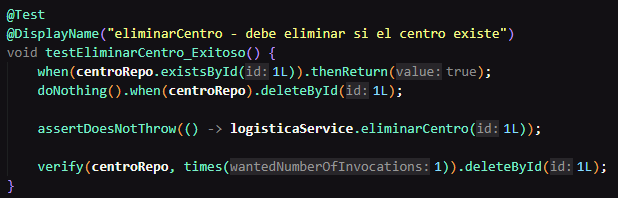 @Test
@DisplayName("eliminarCentro - debe eliminar si el centro existe")
void testEliminarCentro_Exitoso() {
when(centroRepo.existsById(id: 1L)).thenReturn(value: true);
doNothing().when(centroRepo).deleteById(id: 1L);
assertDoesNotThrow(() -> logisticaService.eliminarCentro(id: 1L));
verify(centroRepo, times(wantedNumberOfInvocations: 1)).deleteById(id: 1L);
}